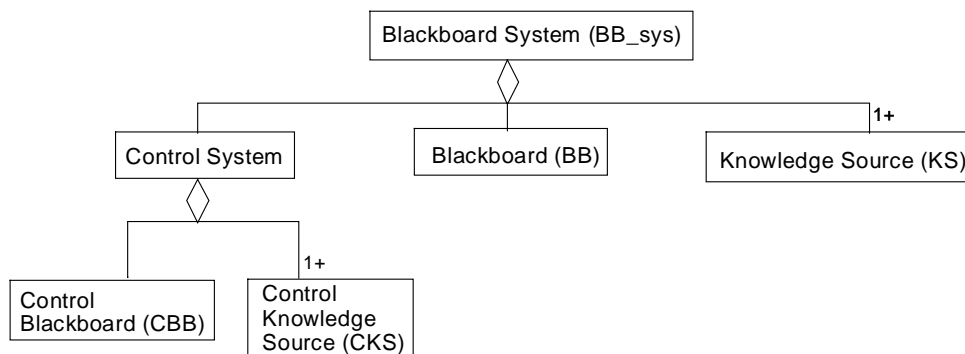 Blackboard System (BB_sys)
1+
Control System
Blackboard (BB)
Knowledge Source (KS)
1+
Control
Blackboard (CBB)
Control
Knowledge
Source (CKS)